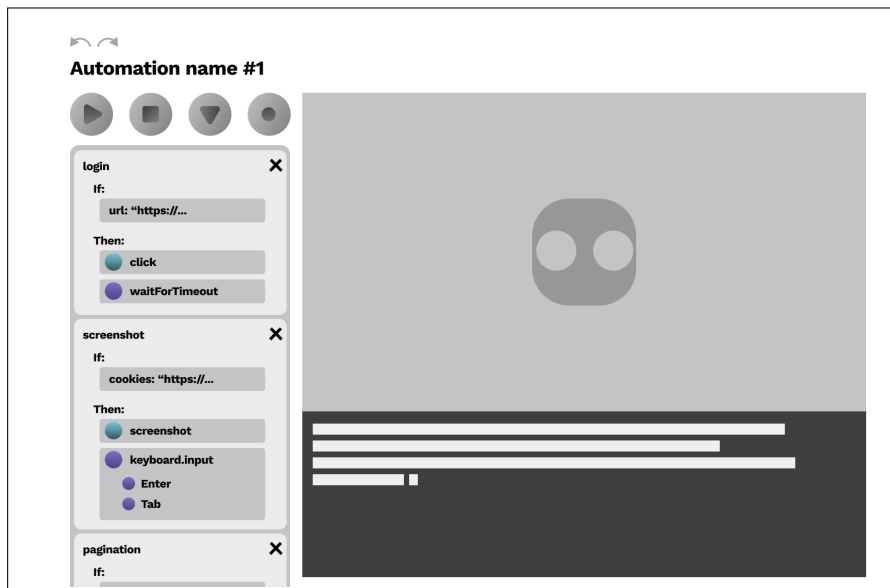 Automation name #1
login
If:
url: “https://...
Then:
click
waitForTimeout
screenshot
If:
cookies: “https://...
Then:
screenshot
keyboard.input
Enter
Tab
pagination
If: